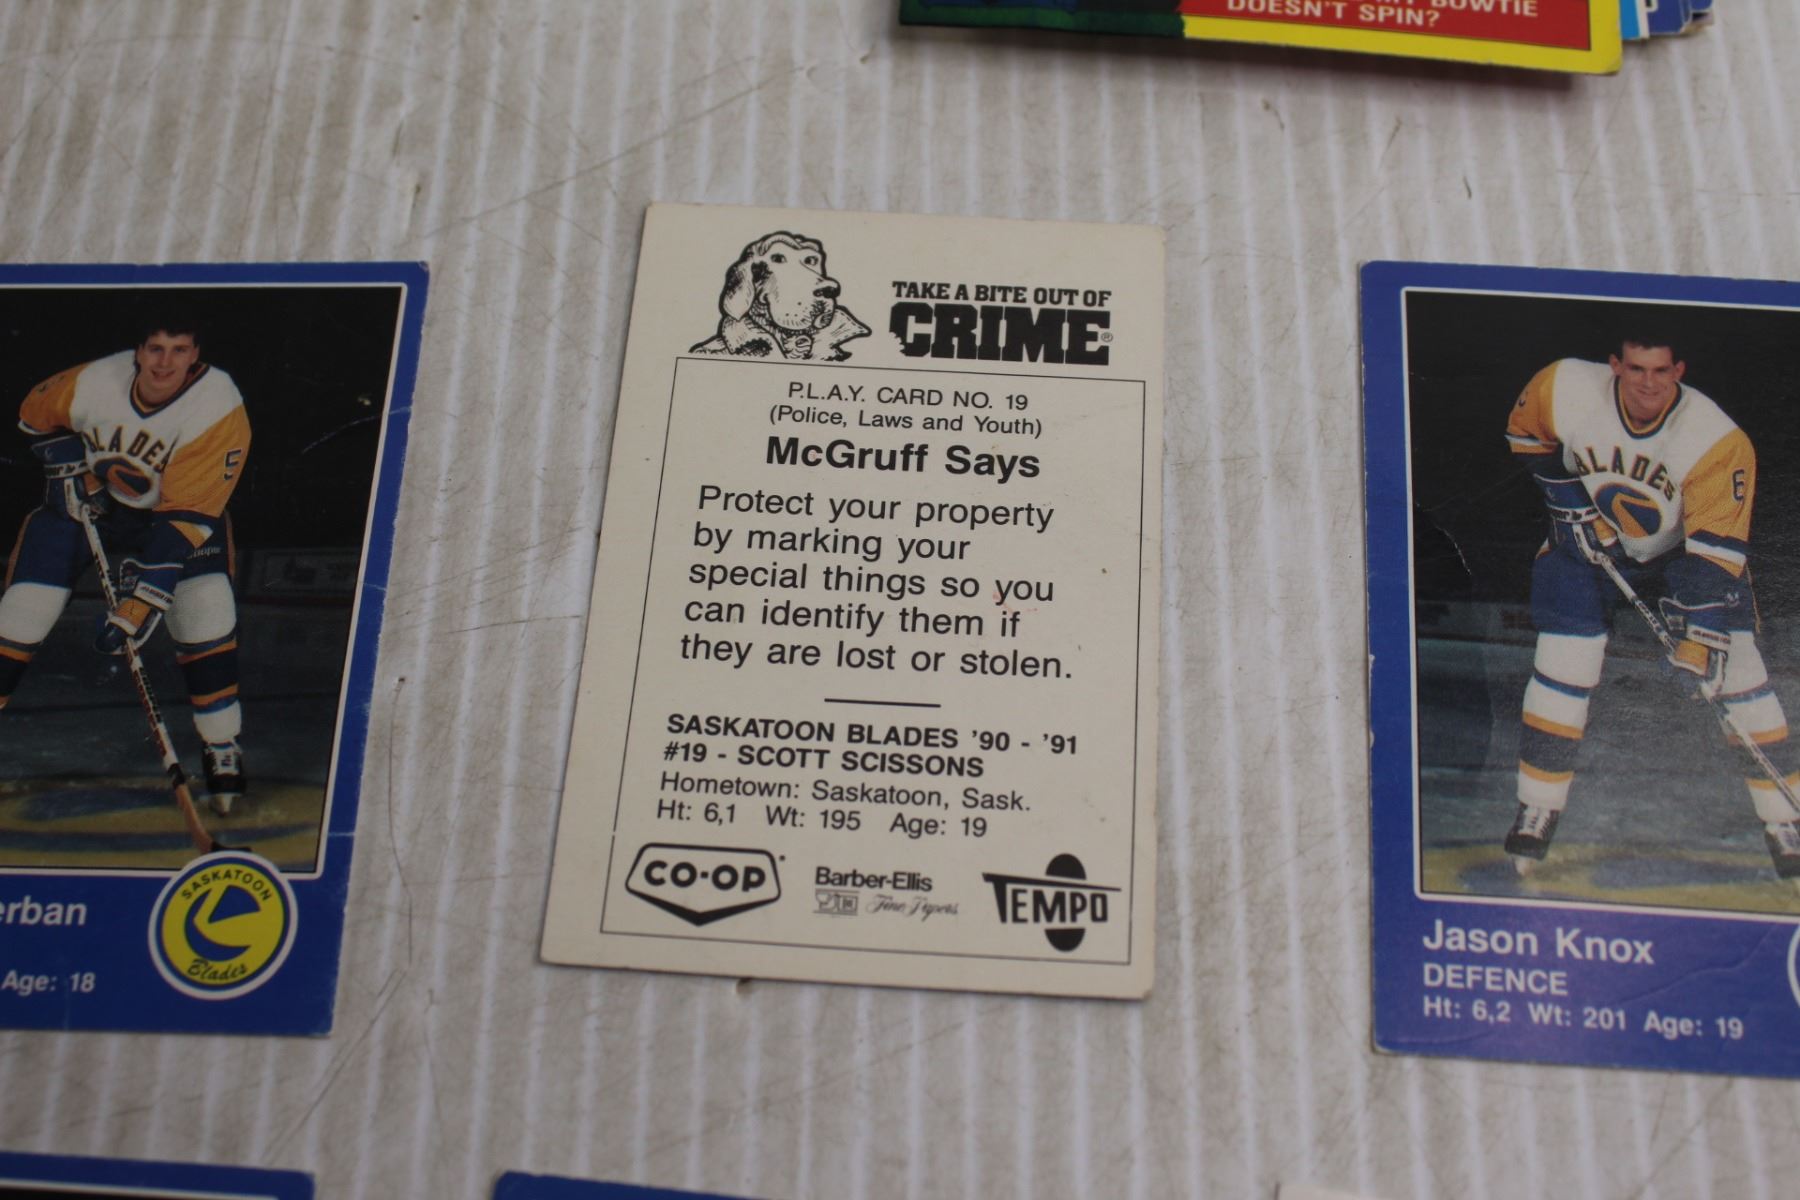 BOWTIE
DOESN'T SPIN?
TAKE A BITE OUT OF
CRIME®
P.L.A.Y. CARD NO. 19
(Police, Laws and Youth)
McGruff Says
Protect your property
by marking your
special things so you
can identify them if
they are lost or stolen.
SASKATOON BLADES '90 - '91
#19 - SCOTT SCISSONS
Hometown: Saskatoon, Sask.
Ht: 6,1 Wt: 195 Age: 19
CO-OP
Barber-Ellis
Fine Papers
TEMPO
BLADES
5
erban
Age: 18
SASKATOON
Blades
BLADES
6
Jason Knox
DEFENCE
Ht: 6,2 Wt: 201 Age: 19